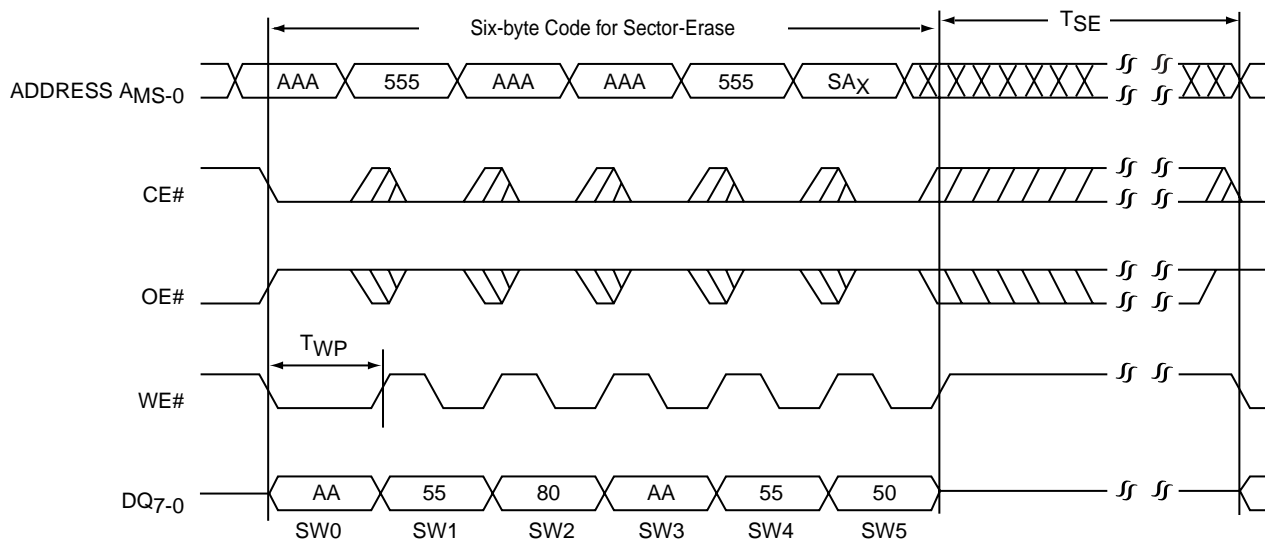 Six-byte Code for Sector-Erase
TSE
ADDRESS AMS-0
AAA 555 AAA AAA 555 SAX
CE#
OE#
TWP
WE#
DQ7-0
AA 55 80 AA 55 50
SW0 SW1 SW2 SW3 SW4 SW5